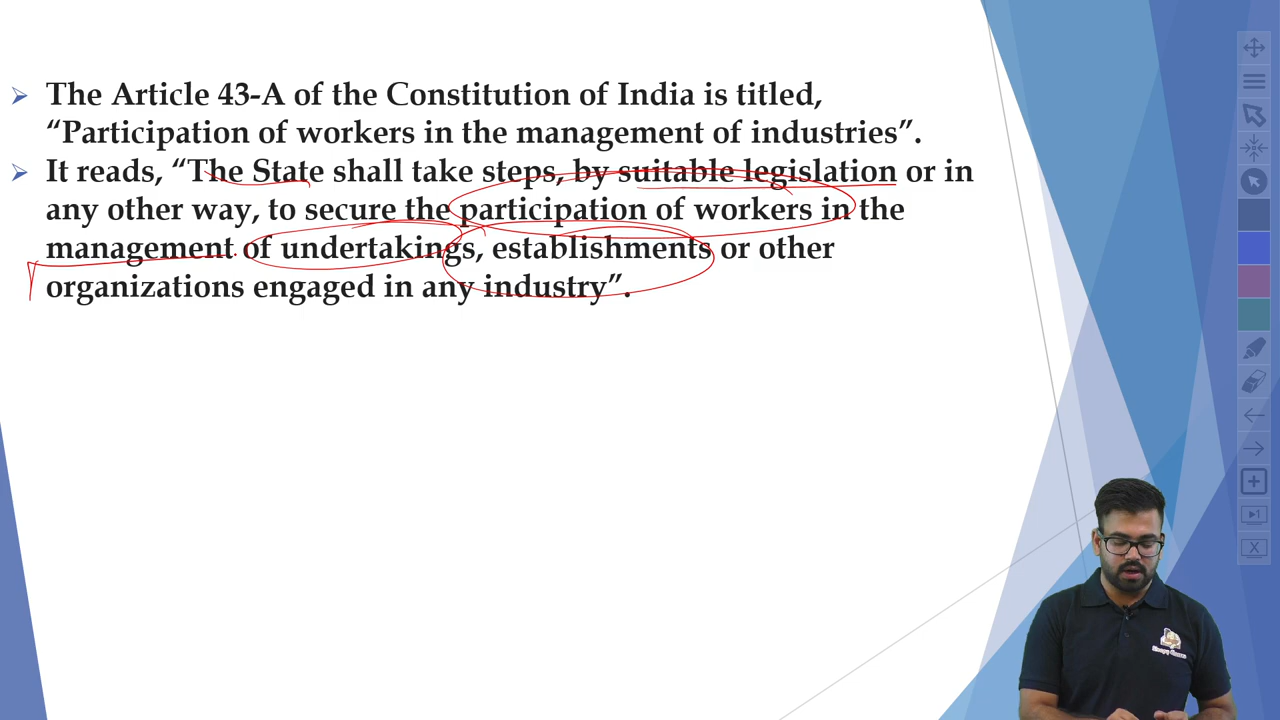 The Article 43-A of the Constitution of India is titled,
“Participation of workers in the management of industries”.
It reads, “The State shall take steps, by suitable legislation or in
any other way, to secure the participation of workers in the
management of undertakings, establishments or other
organizations engaged in any industry”.